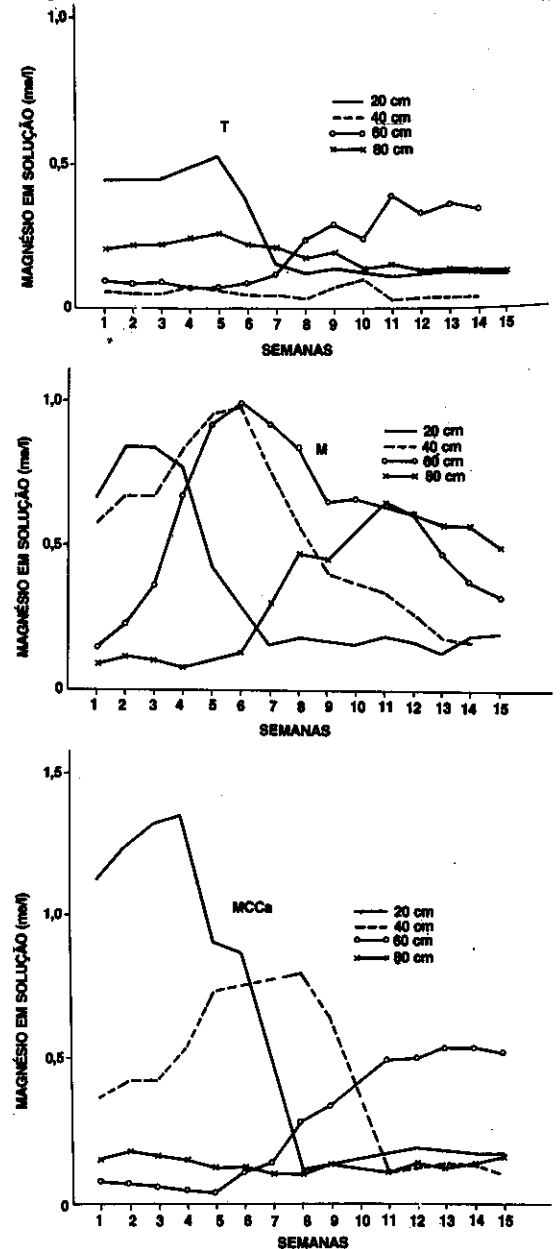 1,0
MAGNÉSIO EM SOLUÇÃO (me/l)
0,5
0
T
20 cm
40 cm
60 cm
80 cm
1 2 3 4 5 6 7 8 9 10 11 12 13 14 15
SEMANAS
1,0
MAGNÉSIO EM SOLUÇÃO (me/l)
0,5
0
M
20 cm
40 cm
60 cm
80 cm
1 2 3 4 5 6 7 8 9 10 11 12 13 14 15
SEMANAS
1,5
MAGNÉSIO EM SOLUÇÃO (me/l)
1,0
0,5
0
MCCa
20 cm
40 cm
60 cm
80 cm
1 2 3 4 5 6 7 8 9 10 11 12 13 14 15
SEMANAS